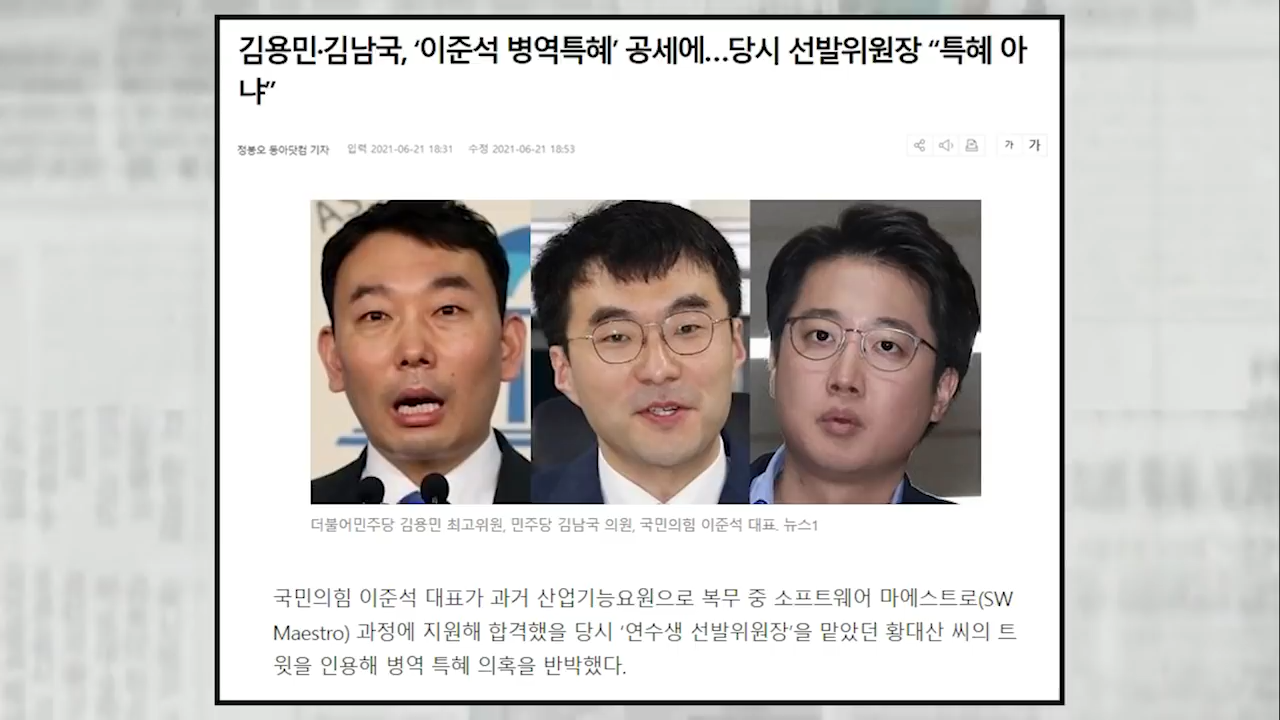 김용민·김남국, ‘이준석 병역특혜’ 공세에…당시 선발위원장 “특혜 아
냐”
정봉오 동아닷컴 기자 입력 2021-06-21 18:31 수정 2021-06-21 18:53
가 가
AS
더불어민주당 김용민 최고위원, 민주당 김남국 의원, 국민의힘 이준석 대표. 뉴스1
국민의힘 이준석 대표가 과거 산업기능요원으로 복무 중 소프트웨어 마에스트로(SW
Maestro) 과정에 지원해 합격했을 당시 ‘연수생 선발위원장’을 맡았던 황대산 씨의 트
윗을 인용해 병역 특혜 의혹을 반박했다.